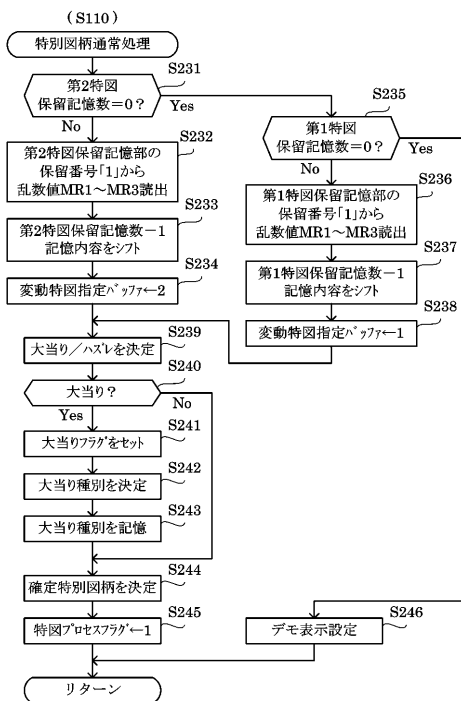 (S110)
特別図柄通常処理
S231
第2特図
保留記憶数=0?
Yes
No
S232
第2特図保留記憶部の
保留番号「1」から
乱数値MR1～MR3読出
S233
第2特図保留記憶数−1
記憶内容をシフト
S234
変動特図指定バッファ←2
S235
第1特図
保留記憶数=0?
Yes
No
S236
第1特図保留記憶部の
保留番号「1」から
乱数値MR1～MR3読出
S237
第1特図保留記憶数−1
記憶内容をシフト
S238
変動特図指定バッファ←1
S239
大当り／ハズレを決定
S240
大当り?
Yes
No
S241
大当りフラグをセット
S242
大当り種別を決定
S243
大当り種別を記憶
S244
確定特別図柄を決定
S245
特図プロセスフラグ←1
S246
デモ表示設定
リターン